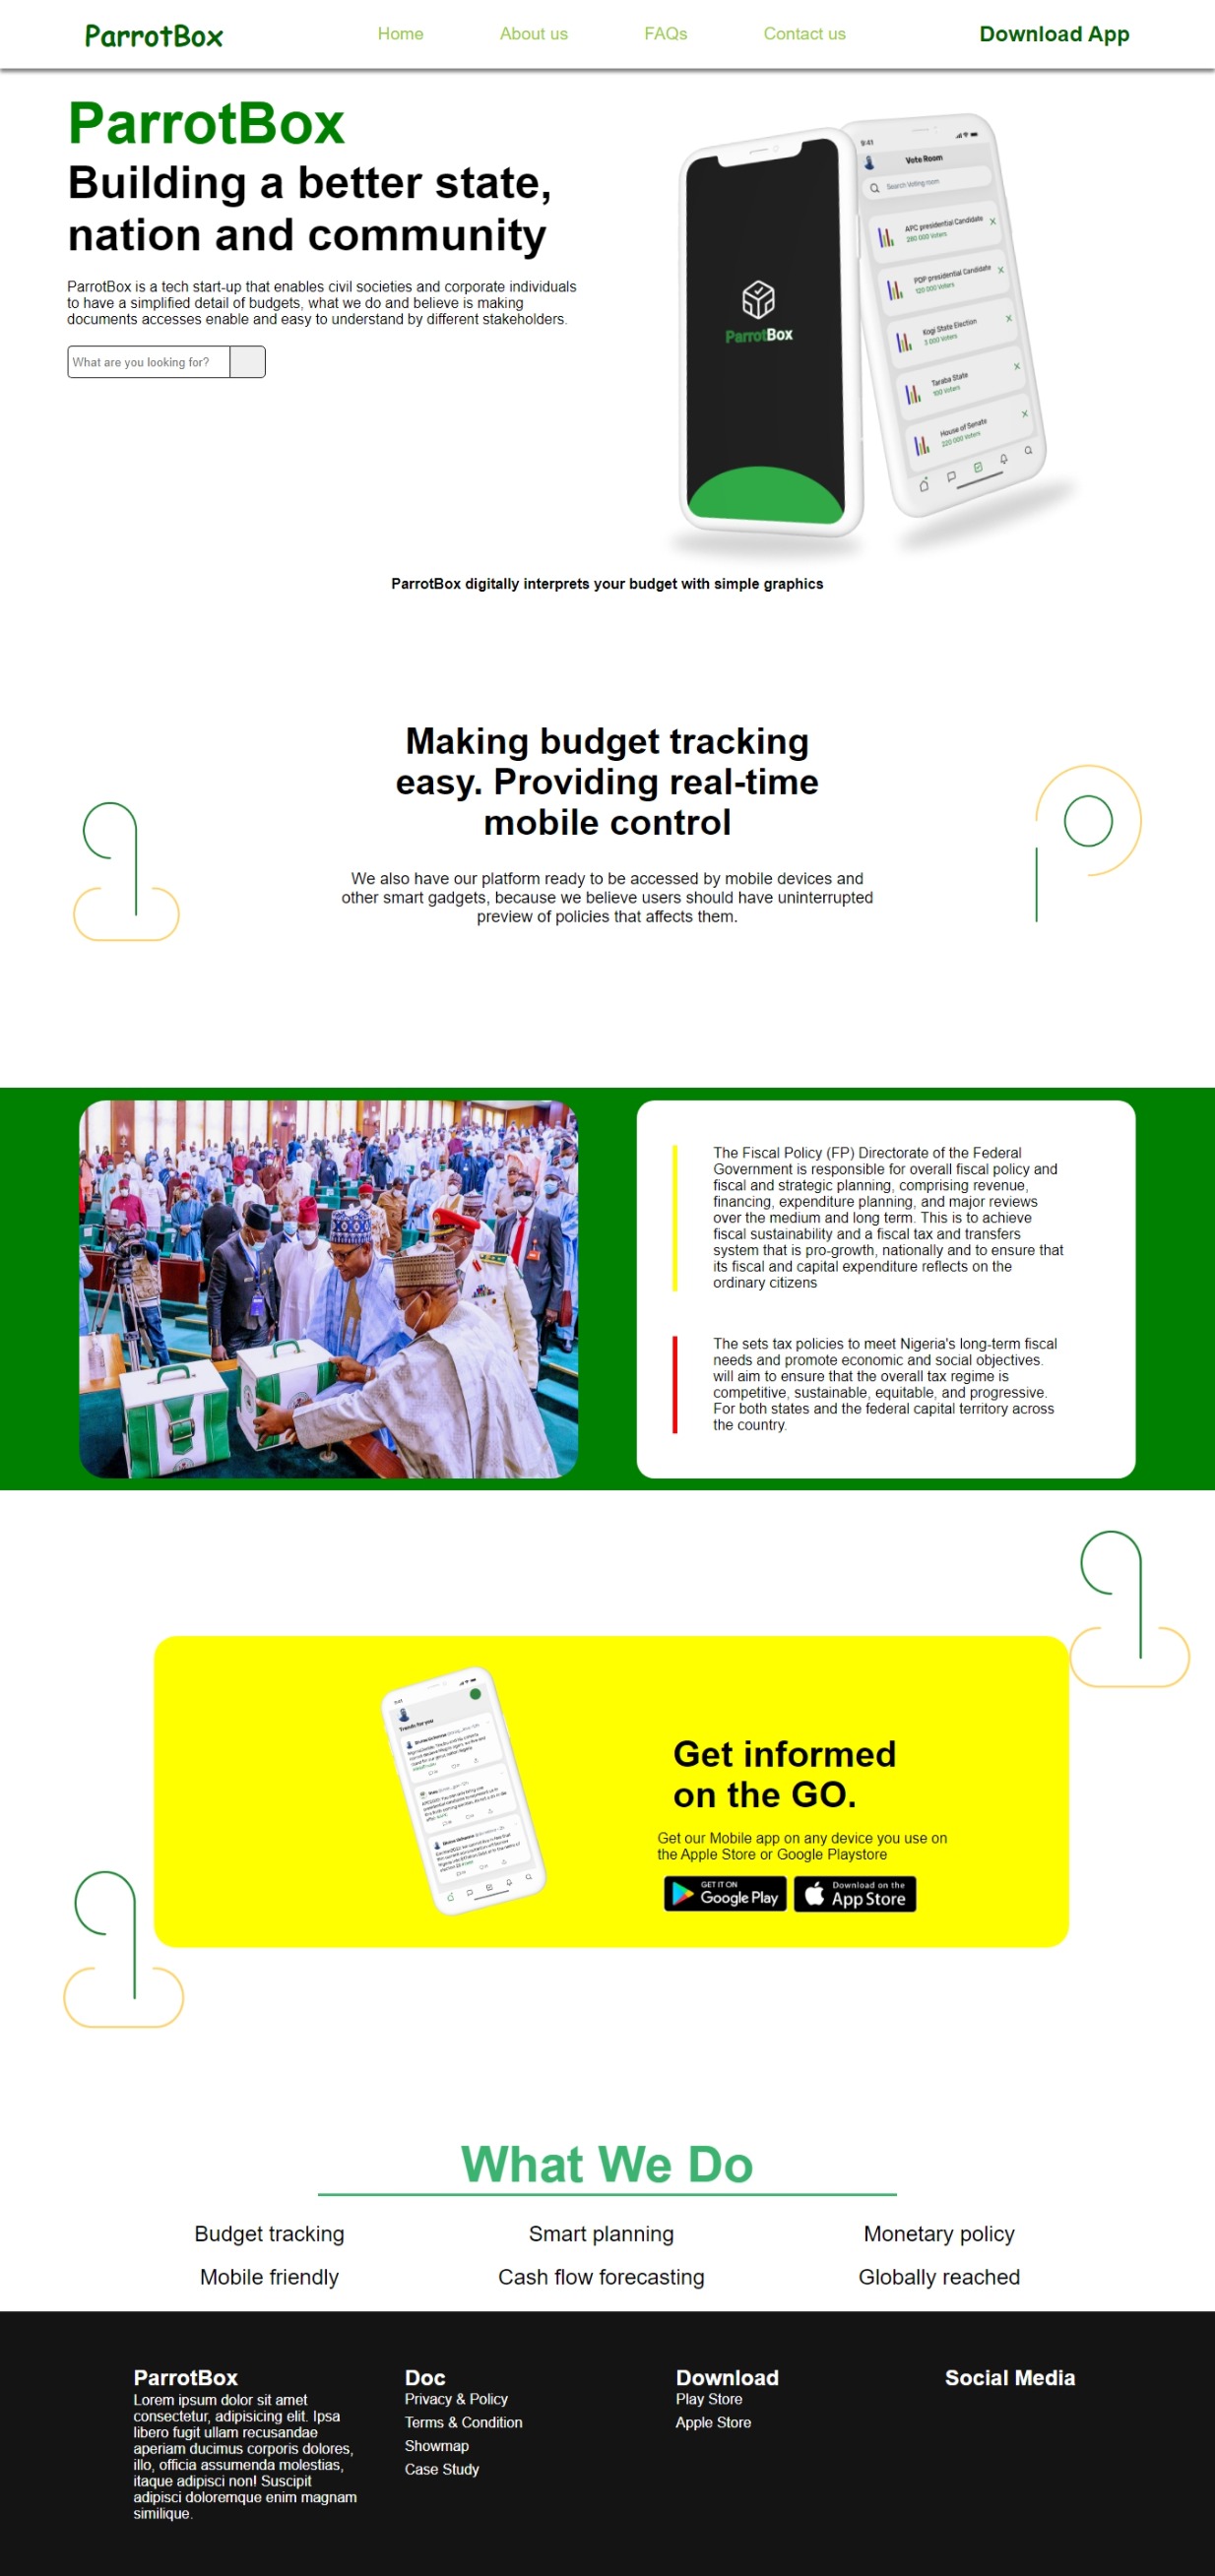 ParrotBox
Home
About us
FAQs
Contact us
Download App
ParrotBox
Building a better state,
nation and community
ParrotBox is a tech start-up that enables civil societies and corporate individuals
to have a simplified detail of budgets, what we do and believe is making
documents accesses enable and easy to understand by different stakeholders.
What are you looking for?
ParrotBox
9:41
Vote Room
Search Voting room
APC presidential Candidate
280 000 Voters
PDP presidential Candidate
120 000 Voters
Kogi State Election
3 000 Voters
Taraba State
100 Voters
House of Senate
220 000 Voters
ParrotBox digitally interprets your budget with simple graphics
Making budget tracking
easy. Providing real-time
mobile control
We also have our platform ready to be accessed by mobile devices and
other smart gadgets, because we believe users should have uninterrupted
preview of policies that affects them.
The Fiscal Policy (FP) Directorate of the Federal
Government is responsible for overall fiscal policy and
fiscal and strategic planning, comprising revenue,
financing, expenditure planning, and major reviews
over the medium and long term. This is to achieve
fiscal sustainability and a fiscal tax and transfers
system that is pro-growth, nationally and to ensure that
its fiscal and capital expenditure reflects on the
ordinary citizens
The sets tax policies to meet Nigeria's long-term fiscal
needs and promote economic and social objectives.
will aim to ensure that the overall tax regime is
competitive, sustainable, equitable, and progressive.
For both states and the federal capital territory across
the country.
Trends for you
Get informed
on the GO.
Get our Mobile app on any device you use on
the Apple Store or Google Playstore
GET IT ON
Google Play
Download on the
App Store
What We Do
Budget tracking
Smart planning
Monetary policy
Mobile friendly
Cash flow forecasting
Globally reached
ParrotBox
Lorem ipsum dolor sit amet
consectetur, adipisicing elit. Ipsa
libero fugit ullam recusandae
aperiam ducimus corporis dolores,
illo, officia assumenda molestias,
itaque adipisci non! Suscipit
adipisci doloremque enim magnam
similique.
Doc
Privacy & Policy
Terms & Condition
Showmap
Case Study
Download
Play Store
Apple Store
Social Media